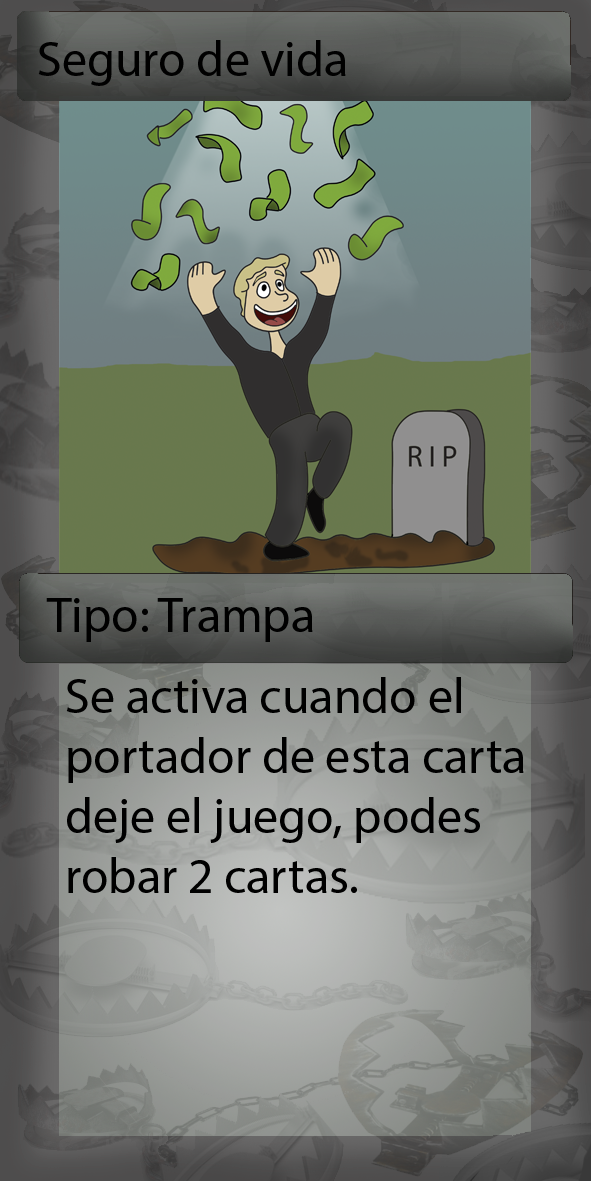 Seguro de vida
R I P
Tipo: Trampa
Se activa cuando el
portador de esta carta
deje el juego, podes
robar 2 cartas.